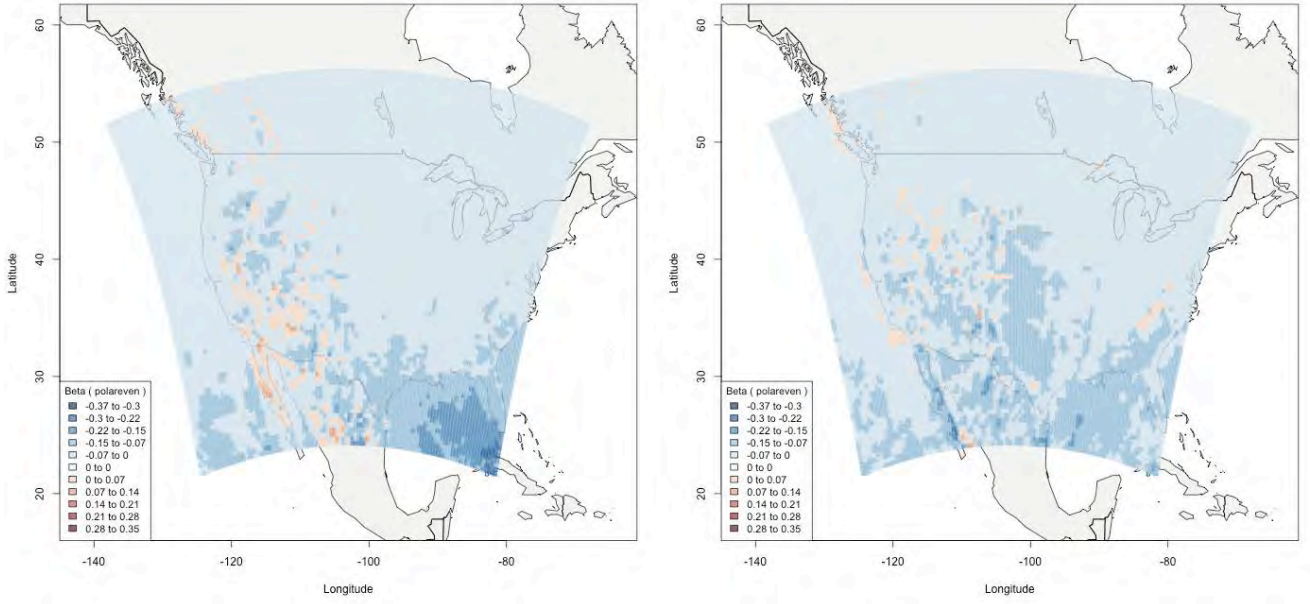 60
50
40
30
20
Latitude
Beta ( polareven )
-0.37 to -0.3
-0.3 to -0.22
-0.22 to -0.15
-0.15 to -0.07
-0.07 to 0
0 to 0
0 to 0.07
0.07 to 0.14
0.14 to 0.21
0.21 to 0.28
0.28 to 0.35
-140 -120 -100 -80
Longitude
60
50
40
30
20
Latitude
Beta ( polareven )
-0.37 to -0.3
-0.3 to -0.22
-0.22 to -0.15
-0.15 to -0.07
-0.07 to 0
0 to 0
0 to 0.07
0.07 to 0.14
0.14 to 0.21
0.21 to 0.28
0.28 to 0.35
-140 -120 -100 -80
Longitude